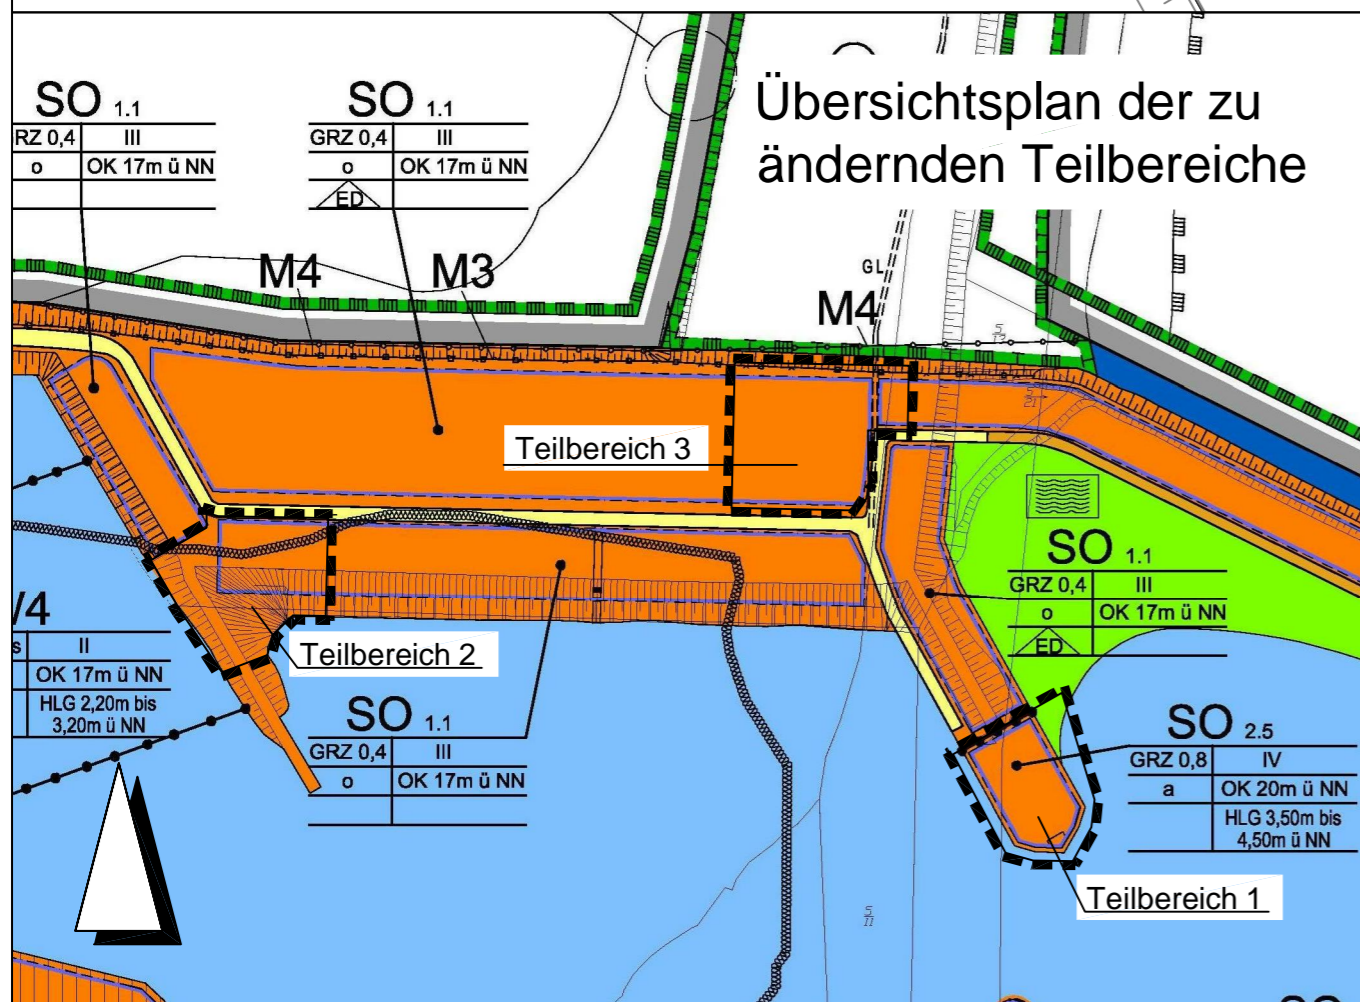 Übersichtsplan der zu
ändernden Teilbereiche
SO 1.1
RZ 0,4 III
o OK 17m ü NN
SO 1.1
GRZ 0,4 III
o OK 17m ü NN
ED
M4
M3
GL
M4
Teilbereich 3
SO 1.1
GRZ 0,4 III
o OK 17m ü NN
ED
/4
s II
OK 17m ü NN
HLG 2,20m bis
3,20m ü NN
Teilbereich 2
SO 1.1
GRZ 0,4 III
o OK 17m ü NN
SO 2.5
GRZ 0,8 IV
a OK 20m ü NN
HLG 3,50m bis
4,50m ü NN
Teilbereich 1
5
11